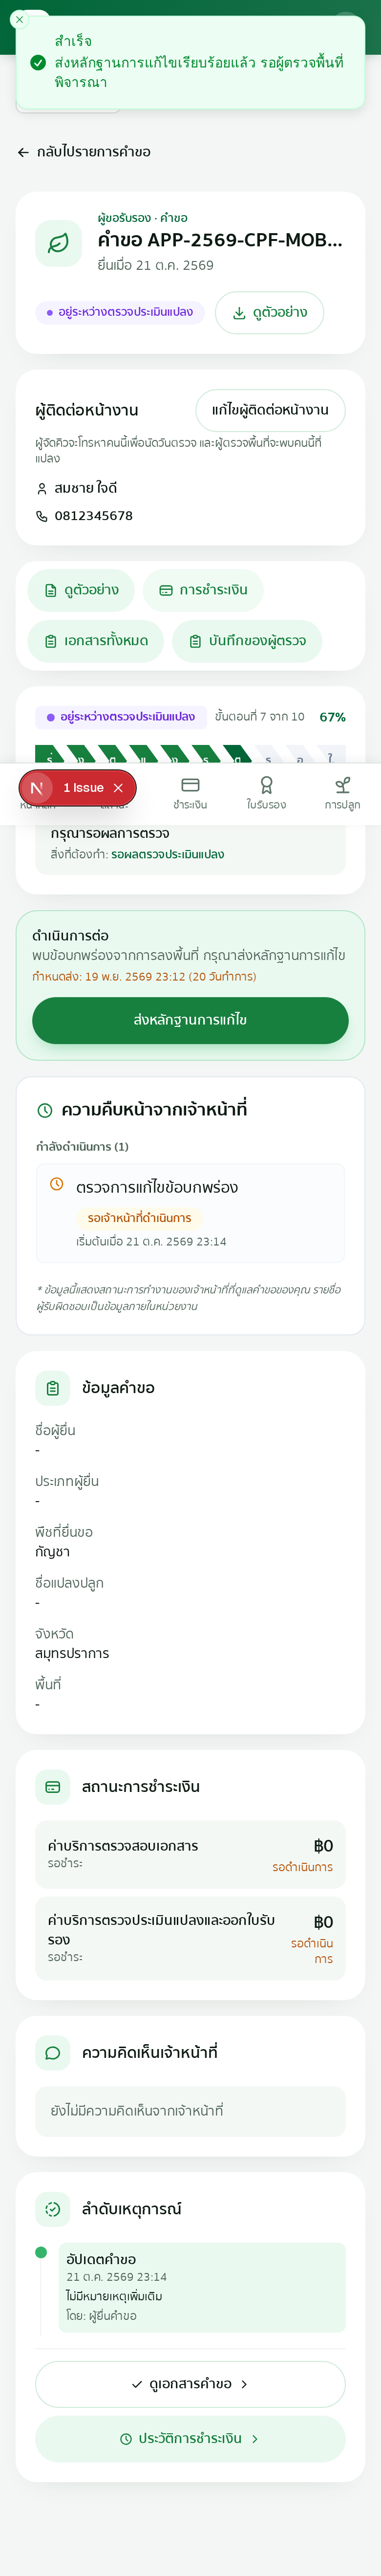 สำเร็จ
ส่งหลักฐานการแก้ไขเรียบร้อยแล้ว รอผู้ตรวจพื้นที่
พิจารณา
กลับไปรายการคำขอ
ผู้ขอรับรอง · คำขอ
คำขอ APP-2569-CPF-MOB...
ยื่นเมื่อ 21 ต.ค. 2569
อยู่ระหว่างตรวจประเมินแปลง
ดูตัวอย่าง
ผู้ติดต่อหน้างาน
แก้ไขผู้ติดต่อหน้างาน
ผู้จัดคิวจะโทรหาคนนี้เพื่อนัดวันตรวจ และผู้ตรวจพื้นที่จะพบคนนี้ที่
แปลง
สมชาย ใจดี
0812345678
ดูตัวอย่าง
การชำระเงิน
เอกสารทั้งหมด
บันทึกของผู้ตรวจ
อยู่ระหว่างตรวจประเมินแปลง
ขั้นตอนที่ 7 จาก 10
67%
1 Issue
ชำระเงิน
ใบรับรอง
การปลูก
กรุณารอผลการตรวจ
สิ่งที่ต้องทำ: รอผลตรวจประเมินแปลง
ดำเนินการต่อ
พบข้อบกพร่องจากการลงพื้นที่ กรุณาส่งหลักฐานการแก้ไข
กำหนดส่ง: 19 พ.ย. 2569 23:12 (20 วันทำการ)
ส่งหลักฐานการแก้ไข
ความคืบหน้าจากเจ้าหน้าที่
กำลังดำเนินการ (1)
ตรวจการแก้ไขข้อบกพร่อง
รอเจ้าหน้าที่ดำเนินการ
เริ่มต้นเมื่อ 21 ต.ค. 2569 23:14
* ข้อมูลนี้แสดงสถานะการทำงานของเจ้าหน้าที่ที่ดูแลคำขอของคุณ รายชื่อ
ผู้รับผิดชอบเป็นข้อมูลภายในหน่วยงาน
ข้อมูลคำขอ
ชื่อผู้ยื่น
-
ประเภทผู้ยื่น
-
พืชที่ยื่นขอ
กัญชา
ชื่อแปลงปลูก
-
จังหวัด
สมุทรปราการ
พื้นที่
-
สถานะการชำระเงิน
ค่าบริการตรวจสอบเอกสาร
฿0
รอชำระ
รอดำเนินการ
ค่าบริการตรวจประเมินแปลงและออกใบรับ
รอง
฿0
รอชำระ
รอดำเนิน
การ
ความคิดเห็นเจ้าหน้าที่
ยังไม่มีความคิดเห็นจากเจ้าหน้าที่
ลำดับเหตุการณ์
อัปเดตคำขอ
21 ต.ค. 2569 23:14
ไม่มีหมายเหตุเพิ่มเติม
โดย: ผู้ยื่นคำขอ
ดูเอกสารคำขอ
ประวัติการชำระเงิน